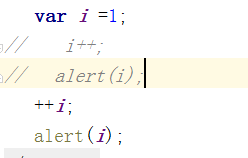 var i =1;
// i++;
// alert(i);
++i;
alert(i);